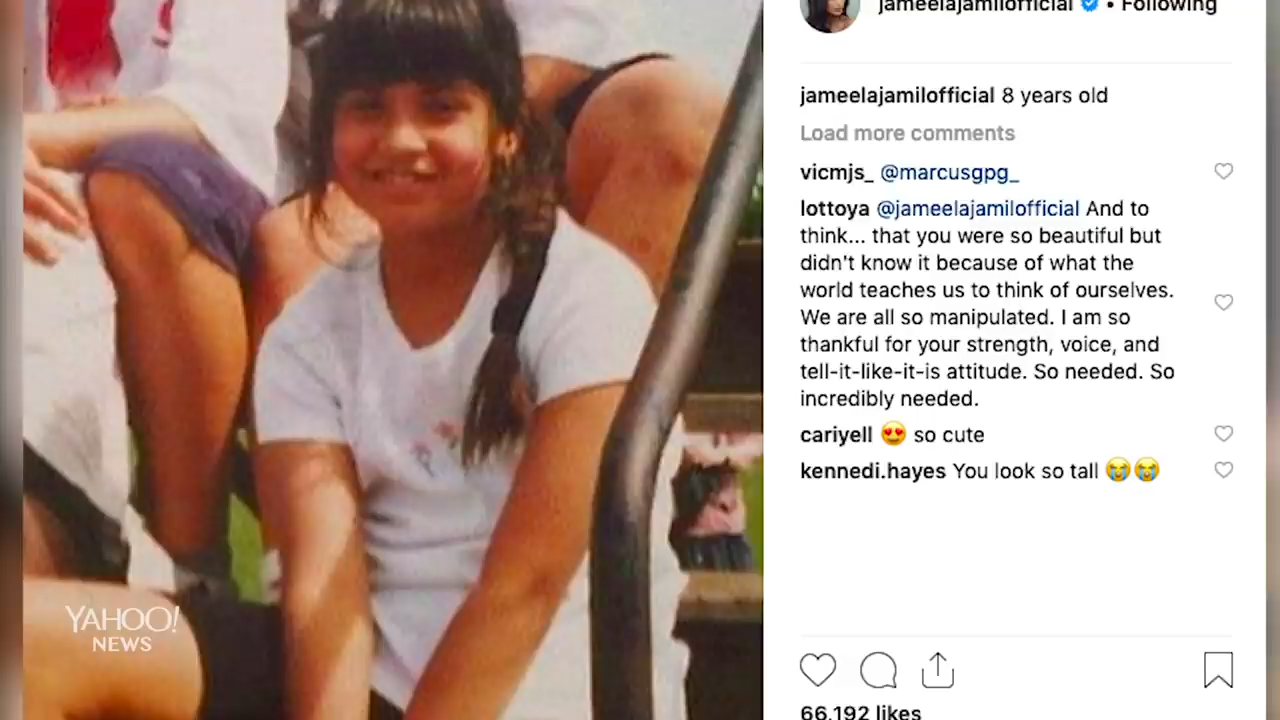 jameelajamilofficial • Following
jameelajamilofficial 8 years old
Load more comments
vicmjs_ @marcusgpg_
lottoya @jameelajamilofficial And to
think... that you were so beautiful but
didn't know it because of what the
world teaches us to think of ourselves.
We are all so manipulated. I am so
thankful for your strength, voice, and
tell-it-like-it-is attitude. So needed. So
incredibly needed.
cariyell 😍 so cute
kennedi.hayes You look so tall 😭😭
YAHOO!
NEWS
66,192 likes